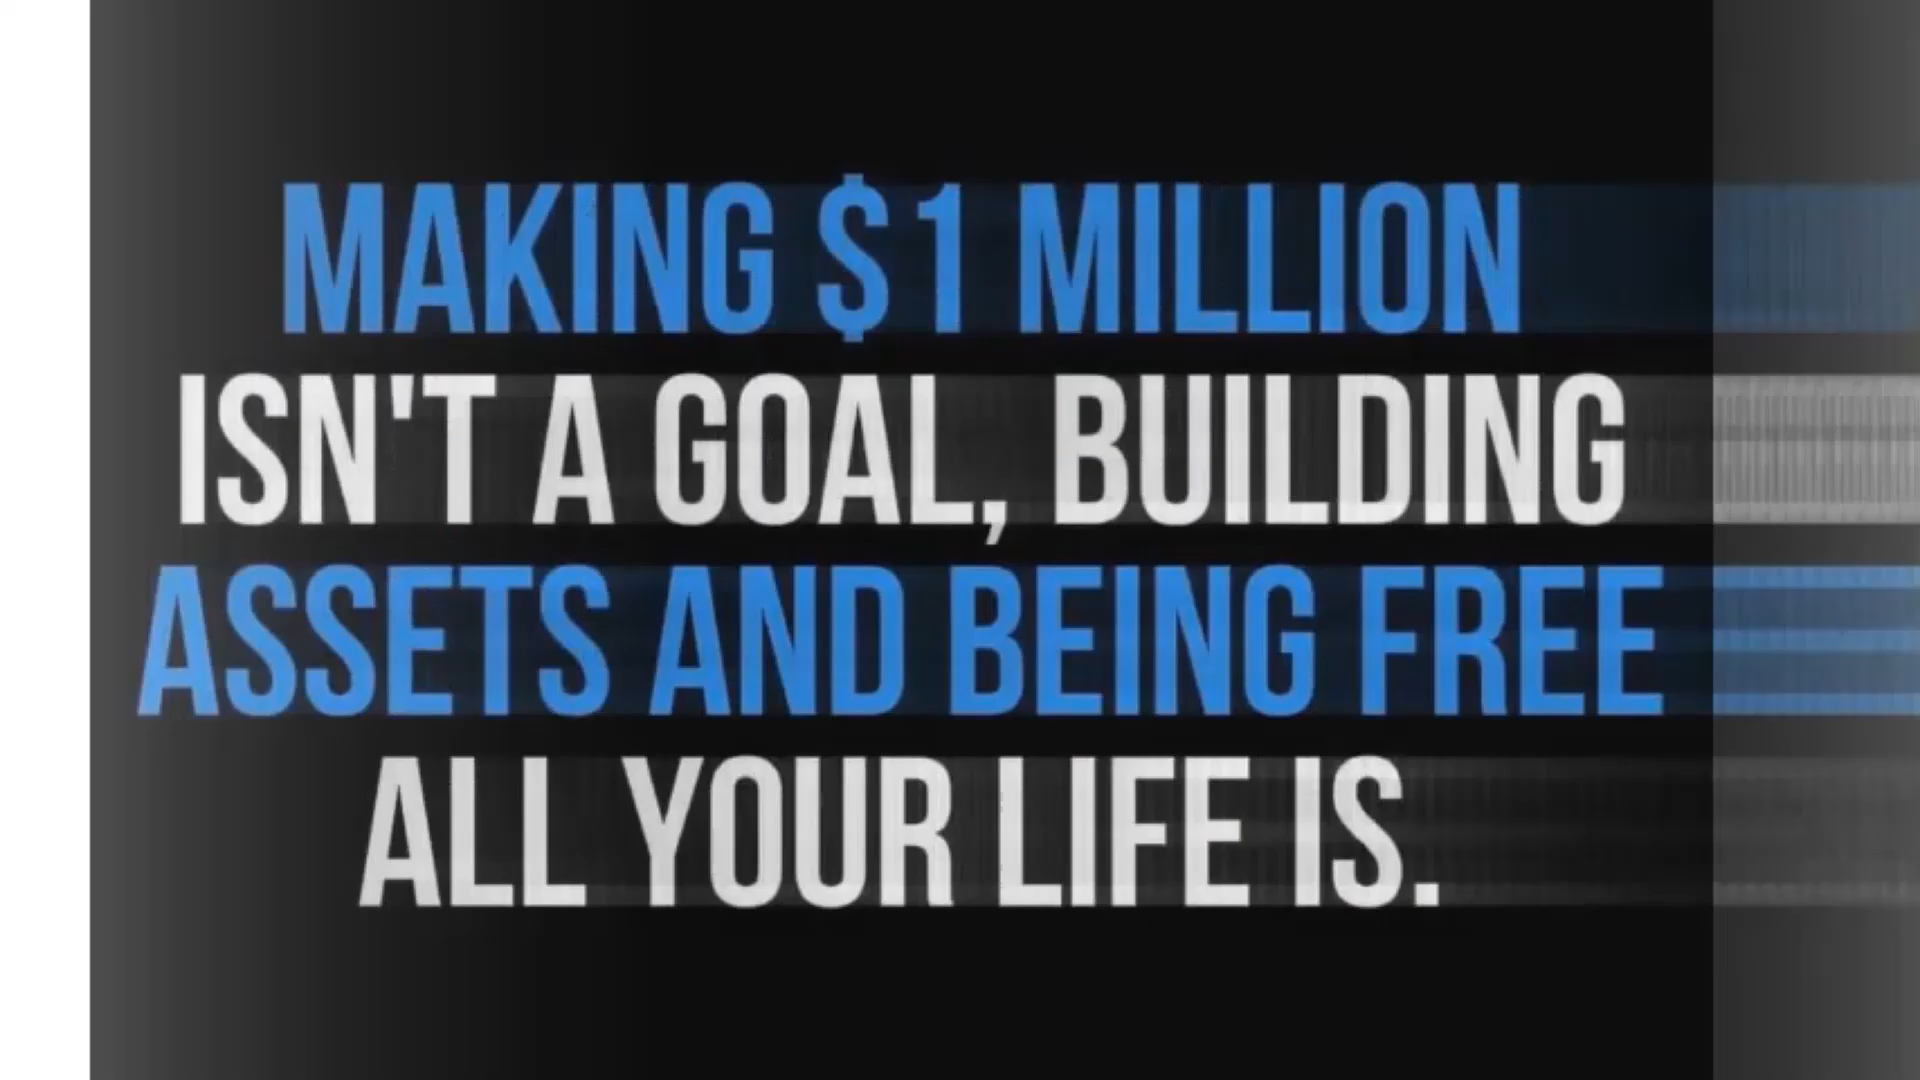 MAKING $1 MILLION
ISN'T A GOAL, BUILDING
ASSETS AND BEING FREE
ALL YOUR LIFE IS.